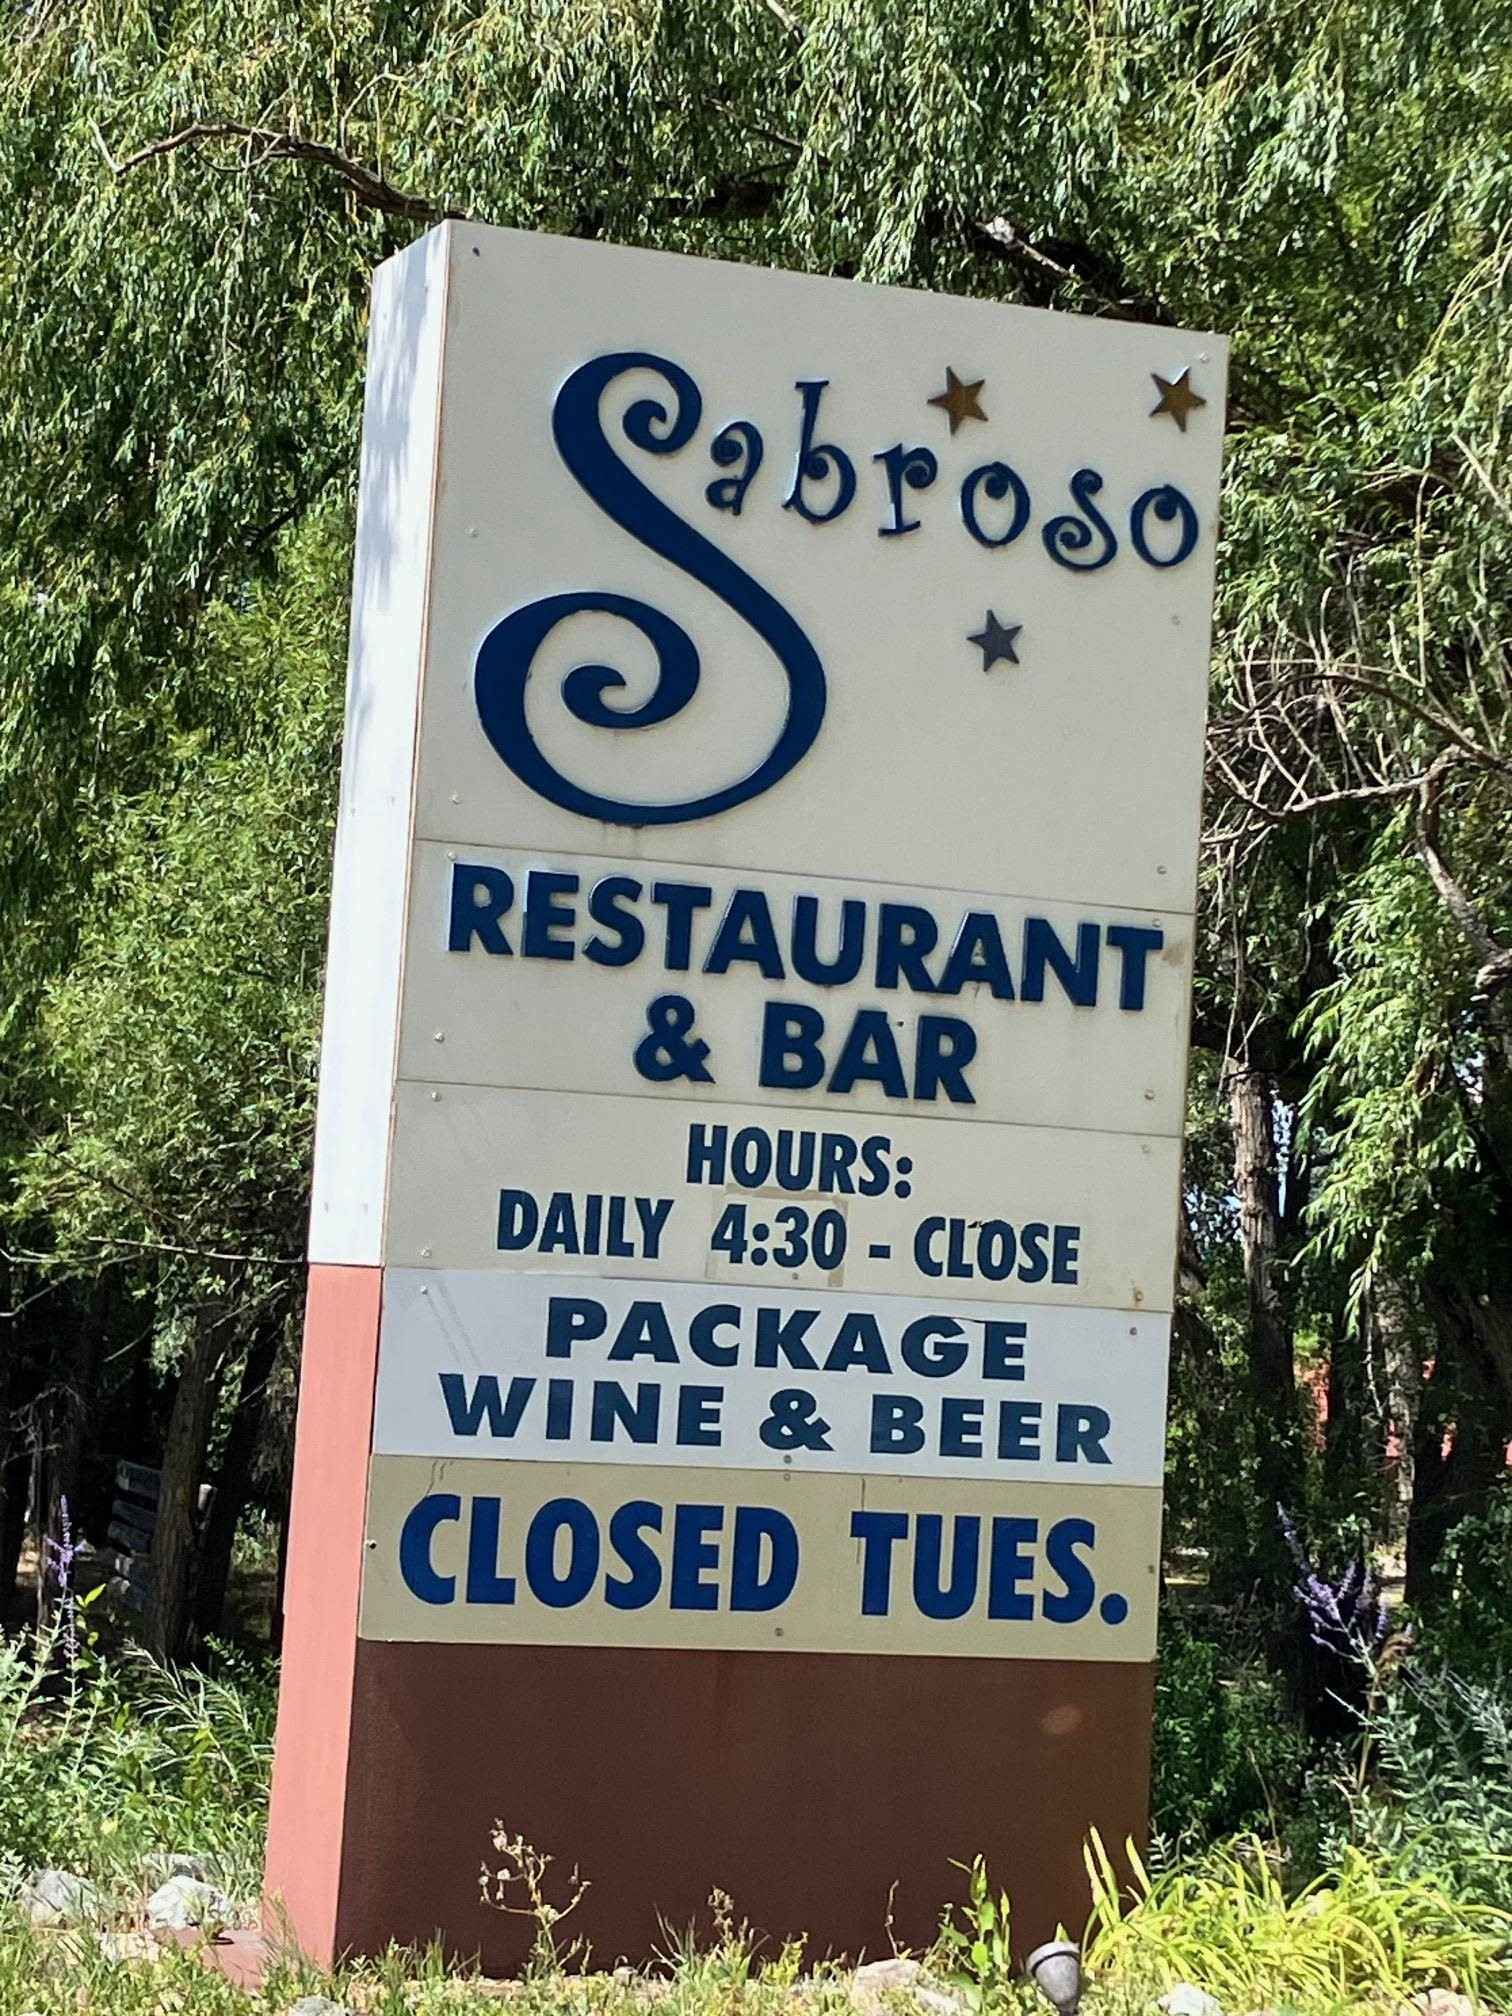 Sabroso
RESTAURANT
& BAR
HOURS:
DAILY 4:30 - CLOSE
PACKAGE
WINE & BEER
CLOSED TUES.